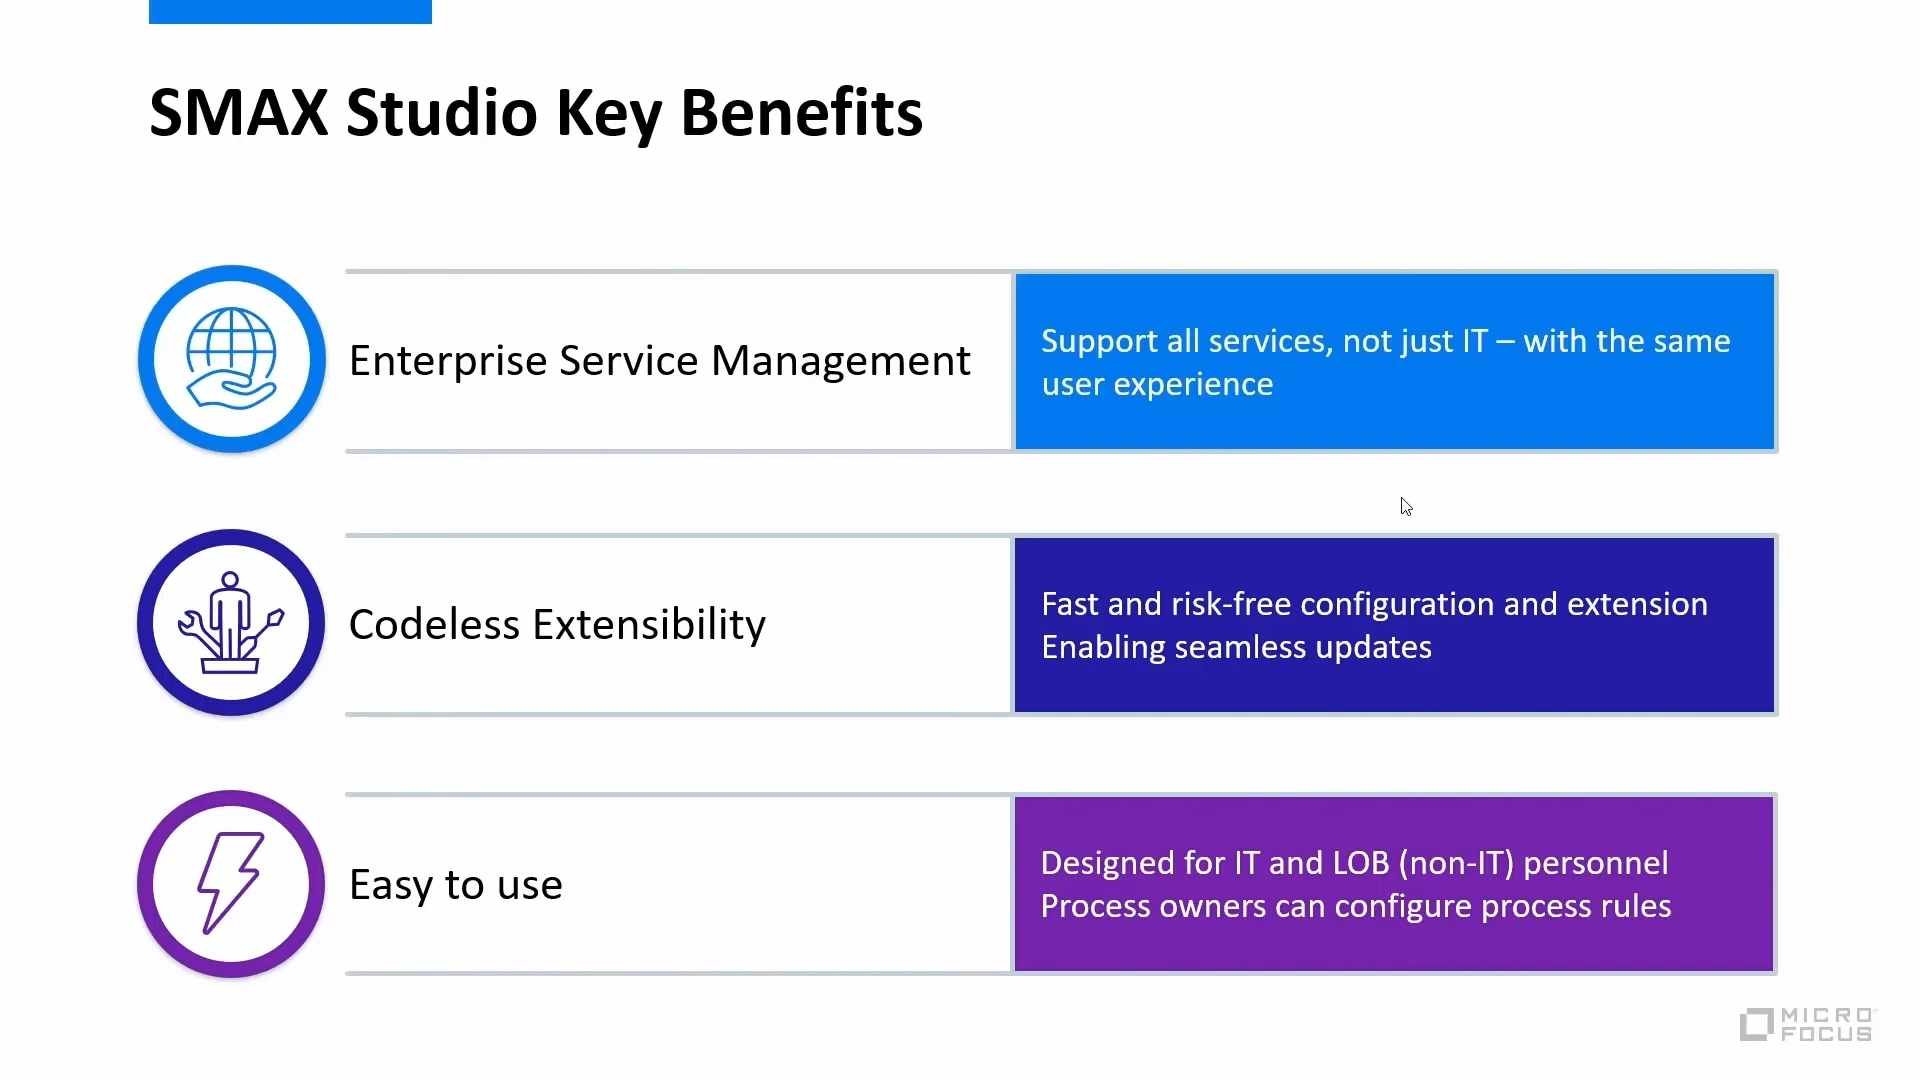 SMAX Studio Key Benefits
Enterprise Service Management
Support all services, not just IT – with the same
user experience
Codeless Extensibility
Fast and risk-free configuration and extension
Enabling seamless updates
Easy to use
Designed for IT and LOB (non-IT) personnel
Process owners can configure process rules
MICRO
FOCUS